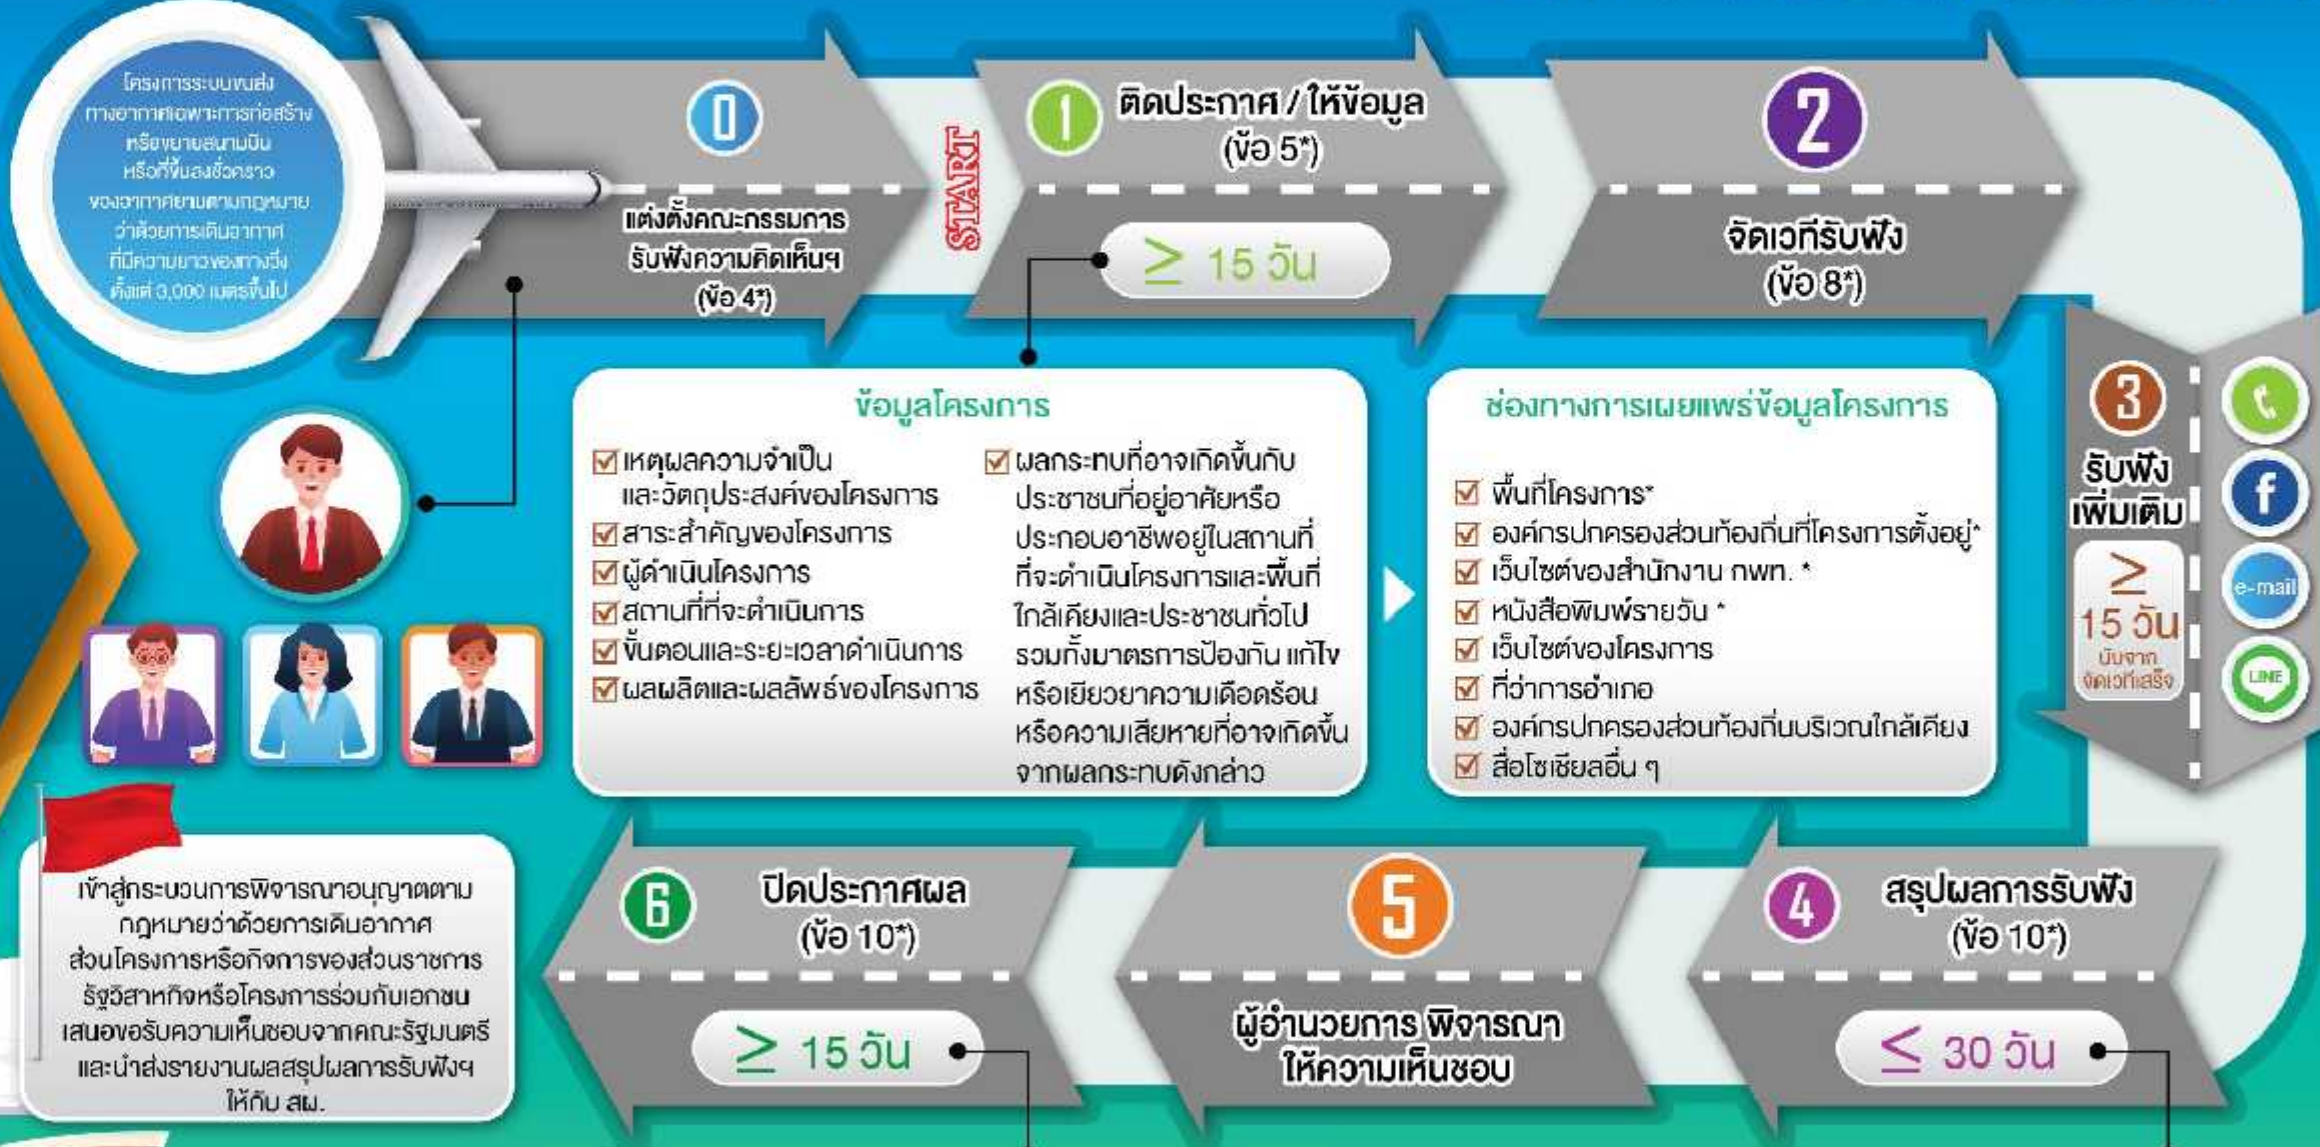 โครงการระบบขนส่ง
ทางอากาศเฉพาะการก่อสร้าง
หรือขยายสนามบิน
หรือที่ขึ้นลงชั่วคราว
ของอากาศยานตามกฎหมาย
ว่าด้วยการเดินอากาศ
ที่มีความยาวของทางวิ่ง
ตั้งแต่ 3,000 เมตรขึ้นไป
0
แต่งตั้งคณะกรรมการ
รับฟังความคิดเห็นฯ
(ข้อ 4*)
START
1
ติดประกาศ / ให้ข้อมูล
(ข้อ 5*)
≥ 15 วัน
2
จัดเวทีรับฟัง
(ข้อ 8*)
3
รับฟัง
เพิ่มเติม
≥
15 วัน
นับจาก
จัดเวทีเสร็จ
f
e-mail
LINE
ข้อมูลโครงการ
เหตุผลความจำเป็น
และวัตถุประสงค์ของโครงการ
สาระสำคัญของโครงการ
ผู้ดำเนินโครงการ
สถานที่ที่จะดำเนินการ
ขั้นตอนและระยะเวลาดำเนินการ
ผลผลิตและผลลัพธ์ของโครงการ
ผลกระทบที่อาจเกิดขึ้นกับ
ประชาชนที่อยู่อาศัยหรือ
ประกอบอาชีพอยู่ในสถานที่
ที่จะดำเนินโครงการและพื้นที่
ใกล้เคียงและประชาชนทั่วไป
รวมทั้งมาตรการป้องกัน แก้ไข
หรือเยียวยาความเดือดร้อน
หรือความเสียหายที่อาจเกิดขึ้น
จากผลกระทบดังกล่าว
ช่องทางการเผยแพร่ข้อมูลโครงการ
พื้นที่โครงการ*
องค์กรปกครองส่วนท้องถิ่นที่โครงการตั้งอยู่*
เว็บไซต์ของสำนักงาน กพท. *
หนังสือพิมพ์รายวัน *
เว็บไซต์ของโครงการ
ที่ว่าการอำเภอ
องค์กรปกครองส่วนท้องถิ่นบริเวณใกล้เคียง
สื่อโซเชียลอื่น ๆ
4
สรุปผลการรับฟัง
(ข้อ 10*)
≤ 30 วัน
5
ผู้อำนวยการ พิจารณา
ให้ความเห็นชอบ
6
ปิดประกาศผล
(ข้อ 10*)
≥ 15 วัน
เข้าสู่กระบวนการพิจารณาอนุญาตตาม
กฎหมายว่าด้วยการเดินอากาศ
ส่วนโครงการหรือกิจการของส่วนราชการ
รัฐวิสาหกิจหรือโครงการร่วมกับเอกชน
เสนอขอรับความเห็นชอบจากคณะรัฐมนตรี
และนำส่งรายงานผลสรุปผลการรับฟังฯ
ให้กับ สผ.